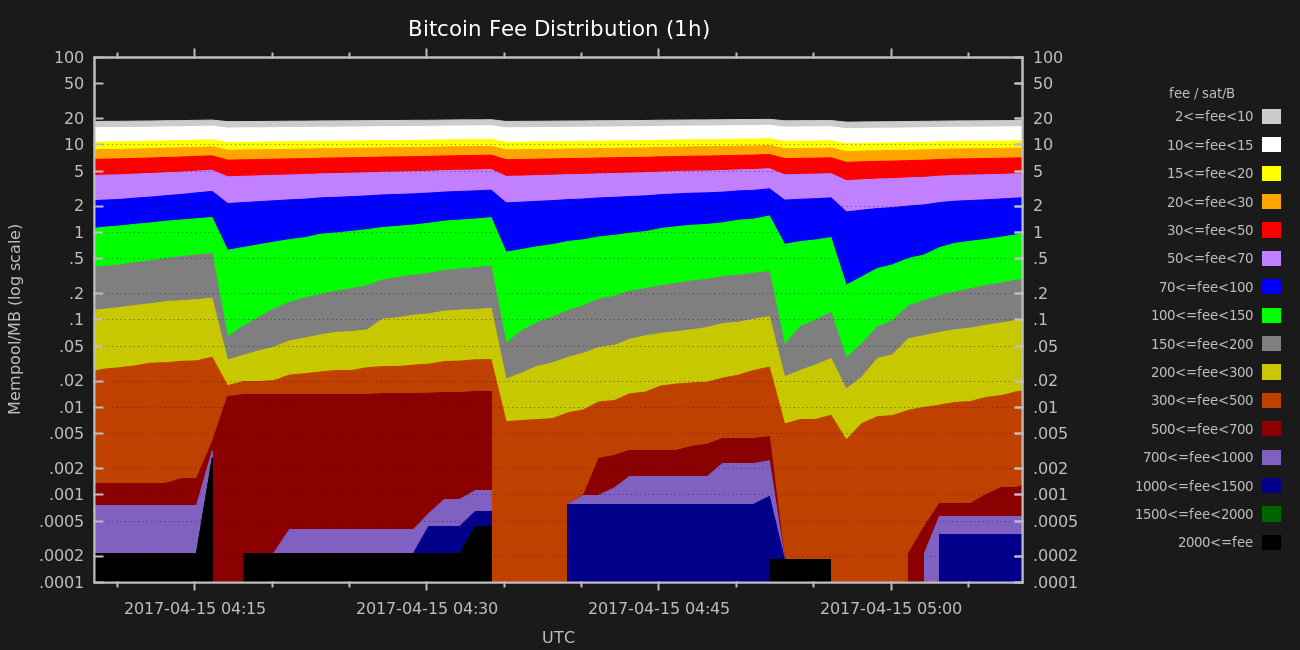 Bitcoin Fee Distribution (1h)
100 100
50 50
20 20
10 10
5 5
2 2
1 1
.5 .5
.2 .2
.1 .1
.05 .05
.02 .02
.01 .01
.005 .005
.002 .002
.001 .001
.0005 .0005
.0002 .0002
.0001 .0001
Mempool/MB (log scale)
2017-04-15 04:15 2017-04-15 04:30 2017-04-15 04:45 2017-04-15 05:00
UTC
fee / sat/B
2<=fee<10
10<=fee<15
15<=fee<20
20<=fee<30
30<=fee<50
50<=fee<70
70<=fee<100
100<=fee<150
150<=fee<200
200<=fee<300
300<=fee<500
500<=fee<700
700<=fee<1000
1000<=fee<1500
1500<=fee<2000
2000<=fee